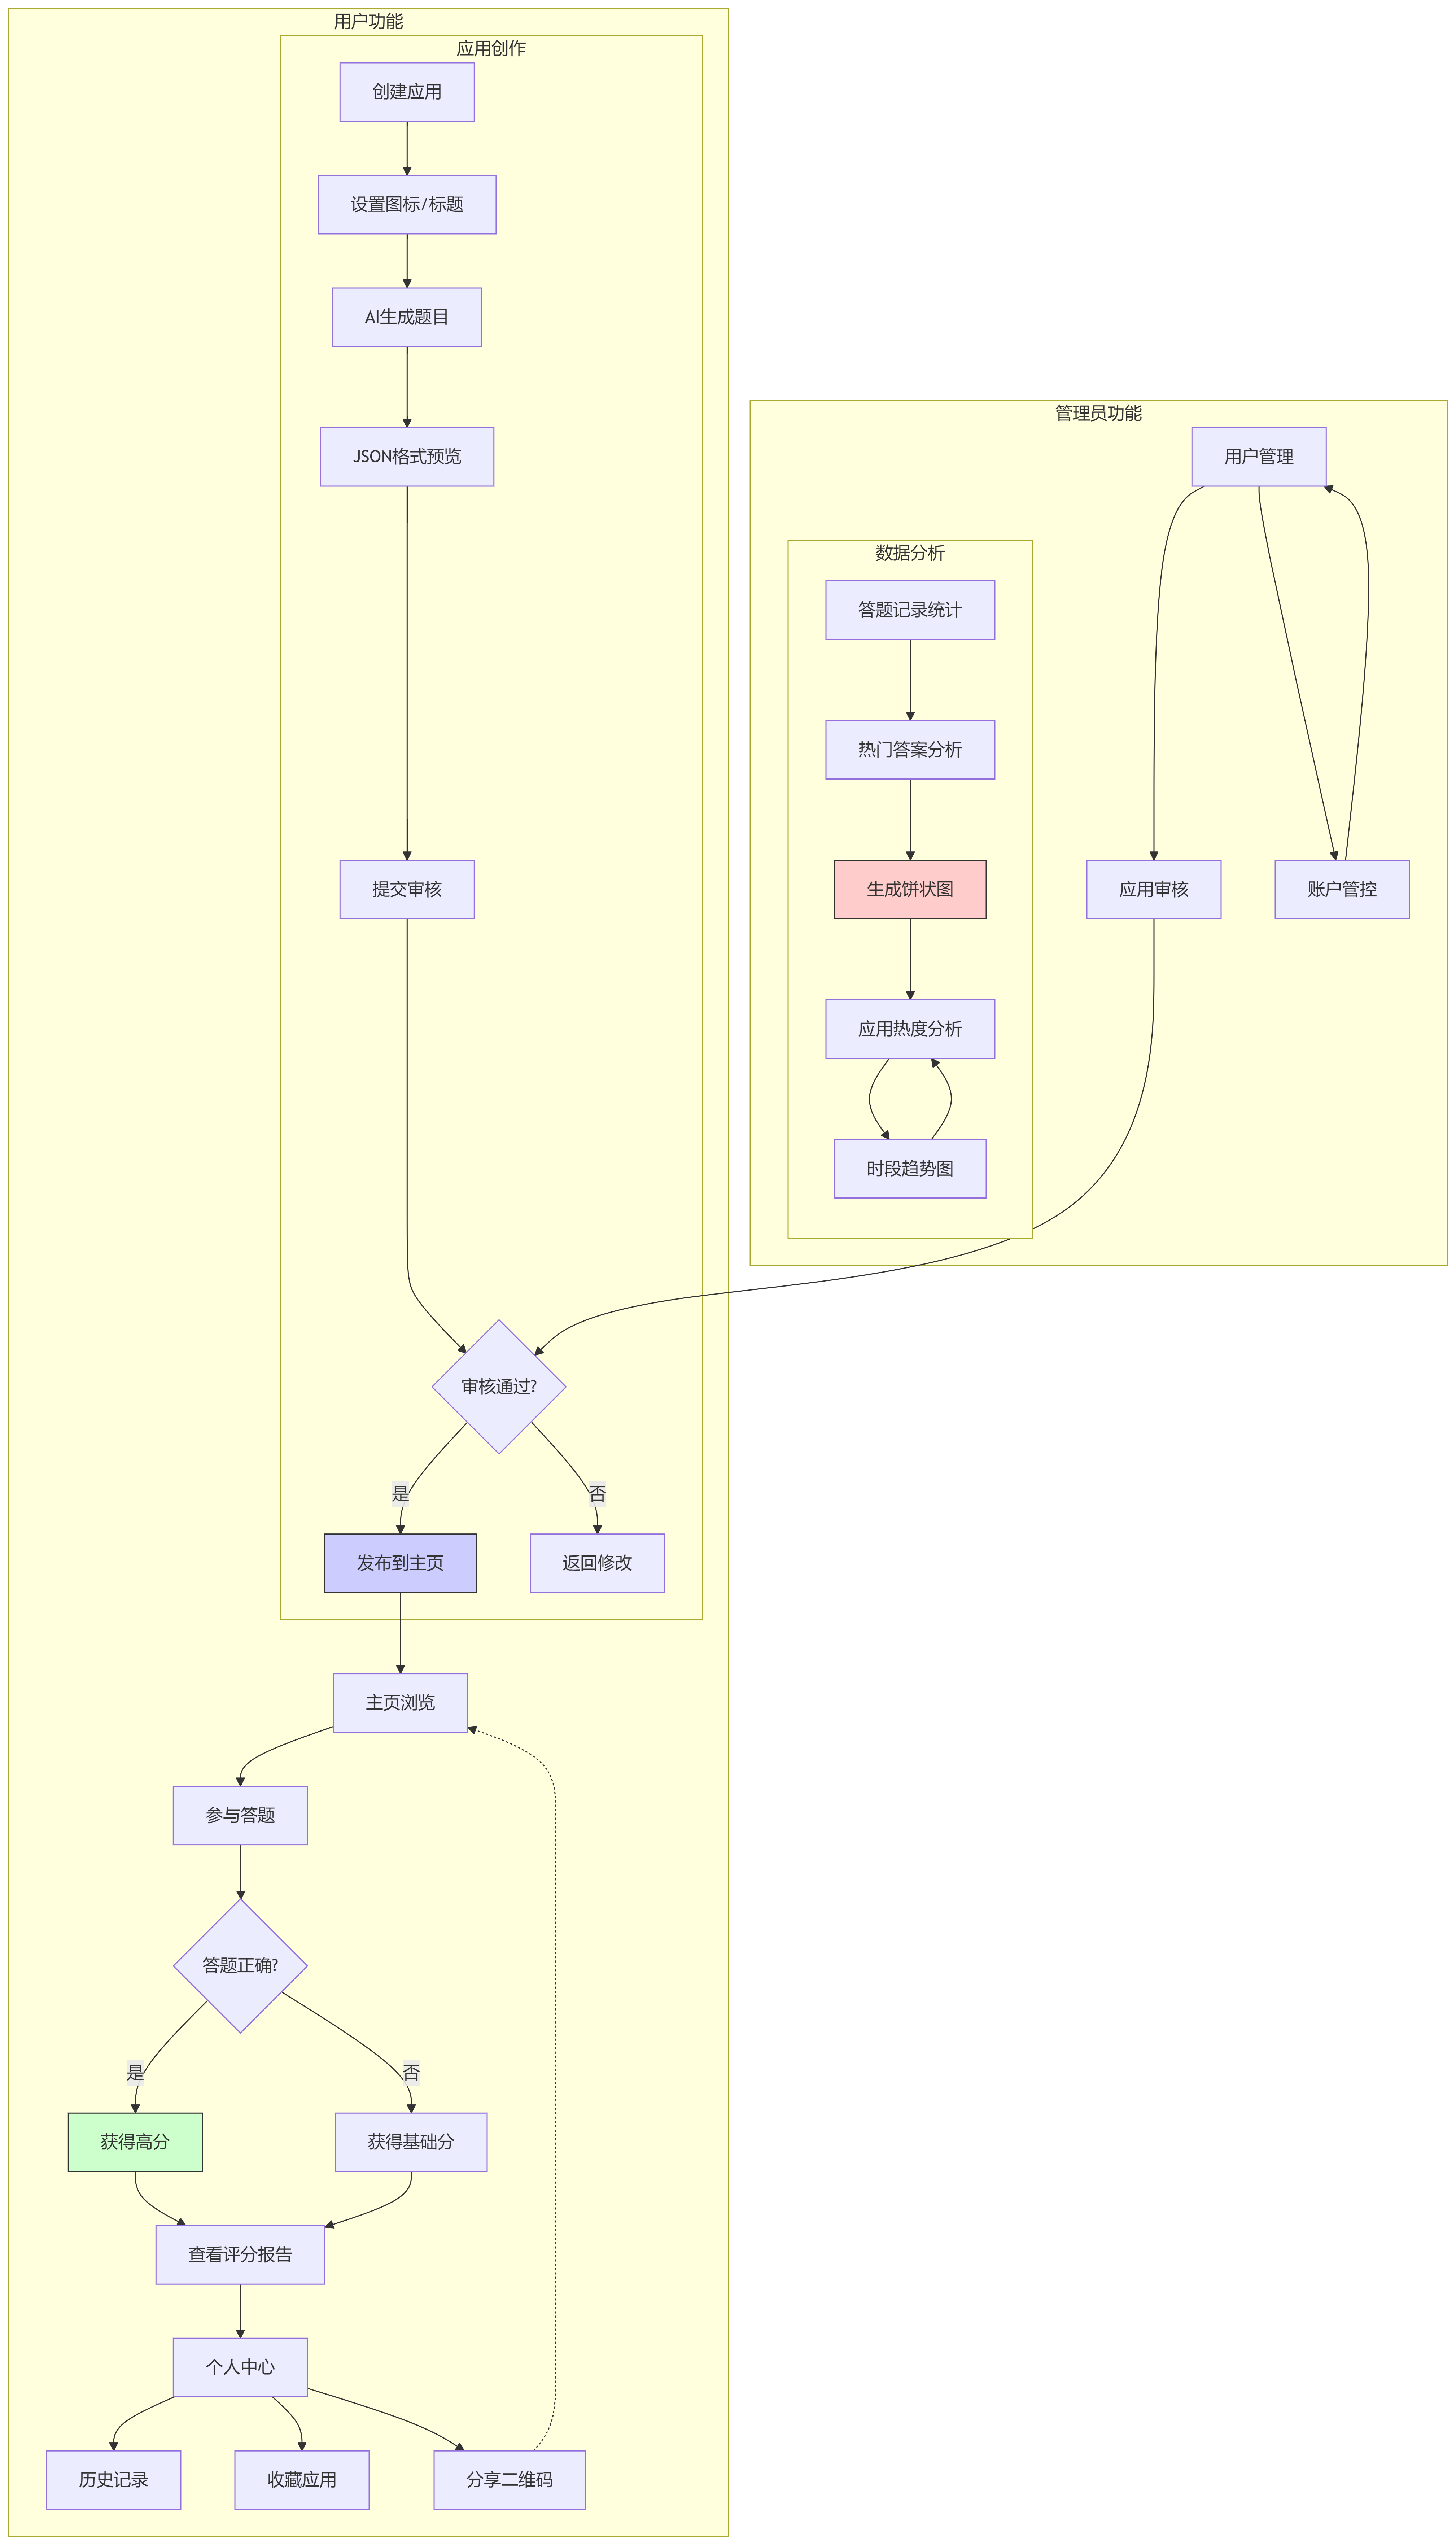 用户功能
应用创作
创建应用
设置图标/标题
AI生成题目
JSON格式预览
提交审核
审核通过?
是
否
发布到主页
返回修改
主页浏览
参与答题
答题正确?
是
否
获得高分
获得基础分
查看评分报告
个人中心
历史记录
收藏应用
分享二维码
管理员功能
用户管理
数据分析
答题记录统计
热门答案分析
生成饼状图
应用热度分析
时段趋势图
应用审核
账户管控